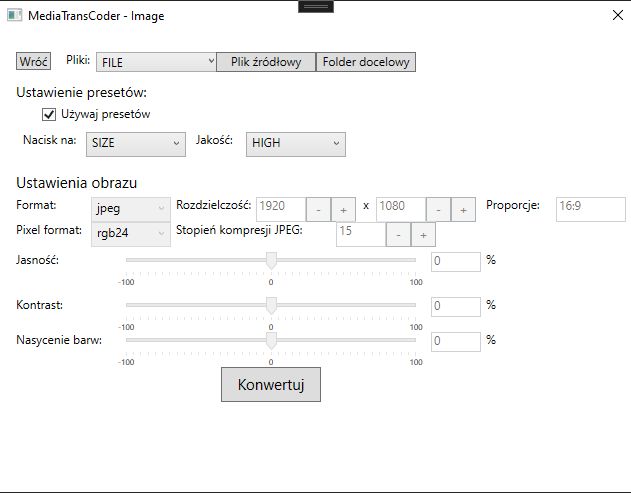 MediaTransCoder - Image
Wróć Pliki: FILE Plik źródłowy Folder docelowy
Ustawienie presetów:
Używaj presetów
Nacisk na: SIZE Jakość: HIGH
Ustawienia obrazu
Format: jpeg Rozdzielczość: 1920 - + x 1080 - + Proporcje: 16:9
Pixel format: rgb24 Stopień kompresji JPEG: 15 - +
Jasność: 0 %
-100 0 100
Kontrast: 0 %
-100 0 100
Nasycenie barw: 0 %
-100 0 100
Konwertuj